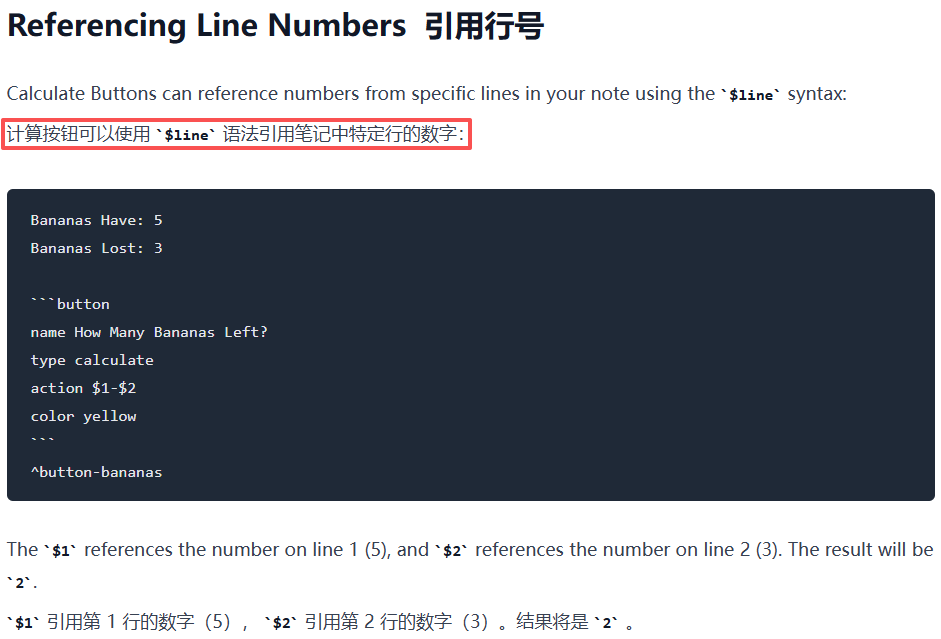 Referencing Line Numbers 引用行号
Calculate Buttons can reference numbers from specific lines in your note using the `$line` syntax:
计算按钮可以使用 `$line` 语法引用笔记中特定行的数字：
Bananas Have: 5
Bananas Lost: 3
```button
name How Many Bananas Left?
type calculate
action $1-$2
color yellow
```
^button-bananas
The `$1` references the number on line 1 (5), and `$2` references the number on line 2 (3). The result will be
`2`.
`$1` 引用第 1 行的数字（5），`$2` 引用第 2 行的数字（3）。结果将是 `2` 。